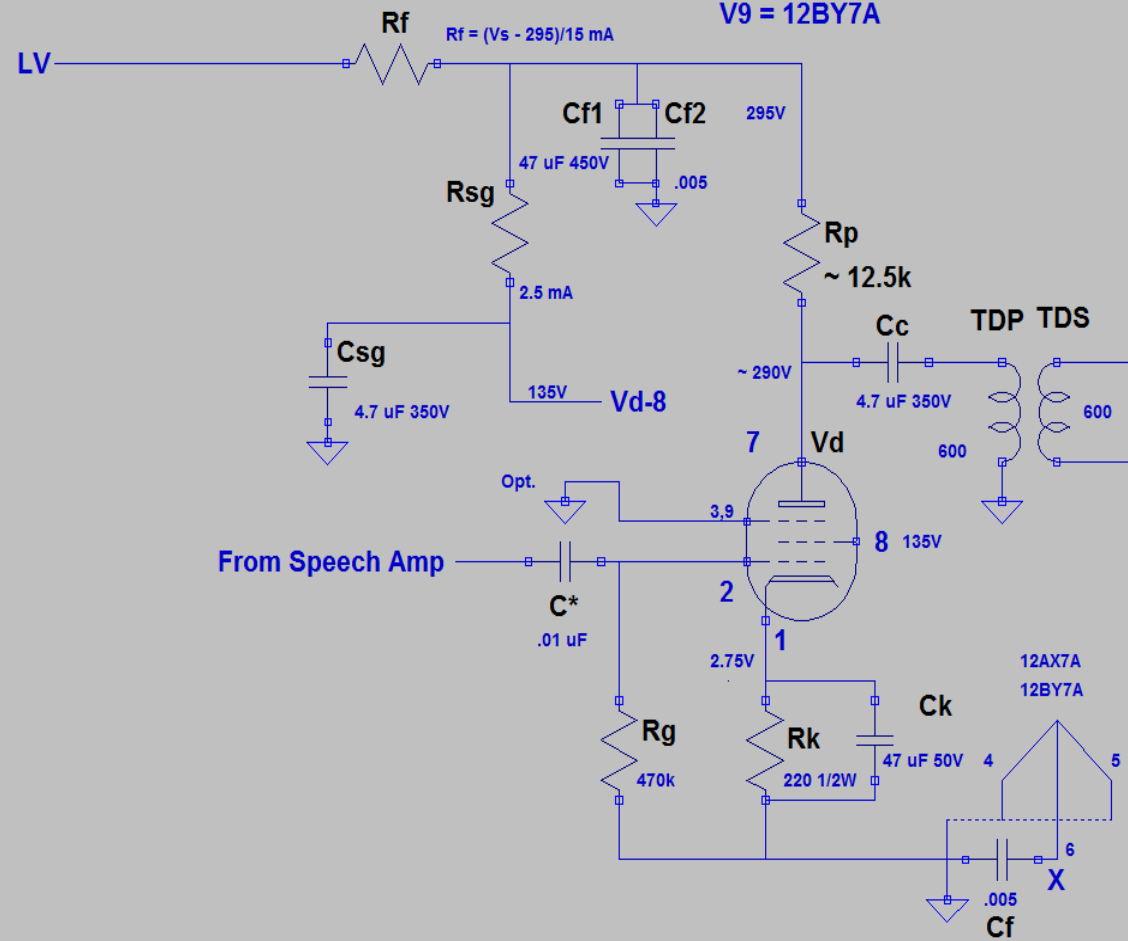 V9 = 12BY7A
Rf
Rf = (Vs - 295)/15 mA
LV
Cf1
Cf2
295V
47 uF 450V
.005
Rsg
Rp
~ 12.5k
2.5 mA
Cc
TDP
TDS
Csg
~ 290V
135V
Vd-8
4.7 uF 350V
4.7 uF 350V
600
600
7
Vd
Opt.
3,9
8
135V
From Speech Amp
2
C*
.01 uF
1
2.75V
12AX7A
12BY7A
Ck
Rg
Rk
47 uF 50V
4
5
470k
220 1/2W
6
X
.005
Cf